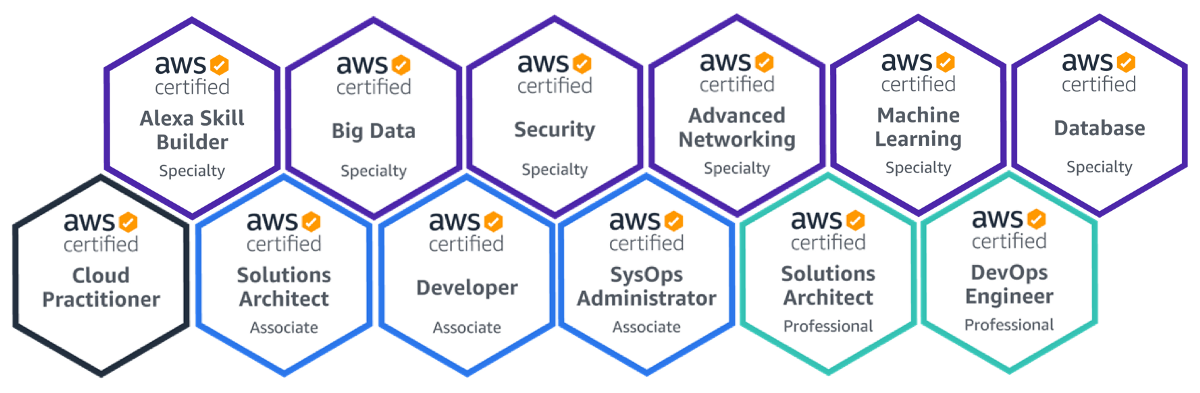 aws
certified
Alexa Skill
Builder
Specialty
aws
certified
Big Data
Specialty
aws
certified
Security
Specialty
aws
certified
Advanced
Networking
Specialty
aws
certified
Machine
Learning
Specialty
aws
certified
Database
Specialty
aws
certified
Cloud
Practitioner
aws
certified
Solutions
Architect
Associate
aws
certified
Developer
Associate
aws
certified
SysOps
Administrator
Associate
aws
certified
Solutions
Architect
Professional
aws
certified
DevOps
Engineer
Professional